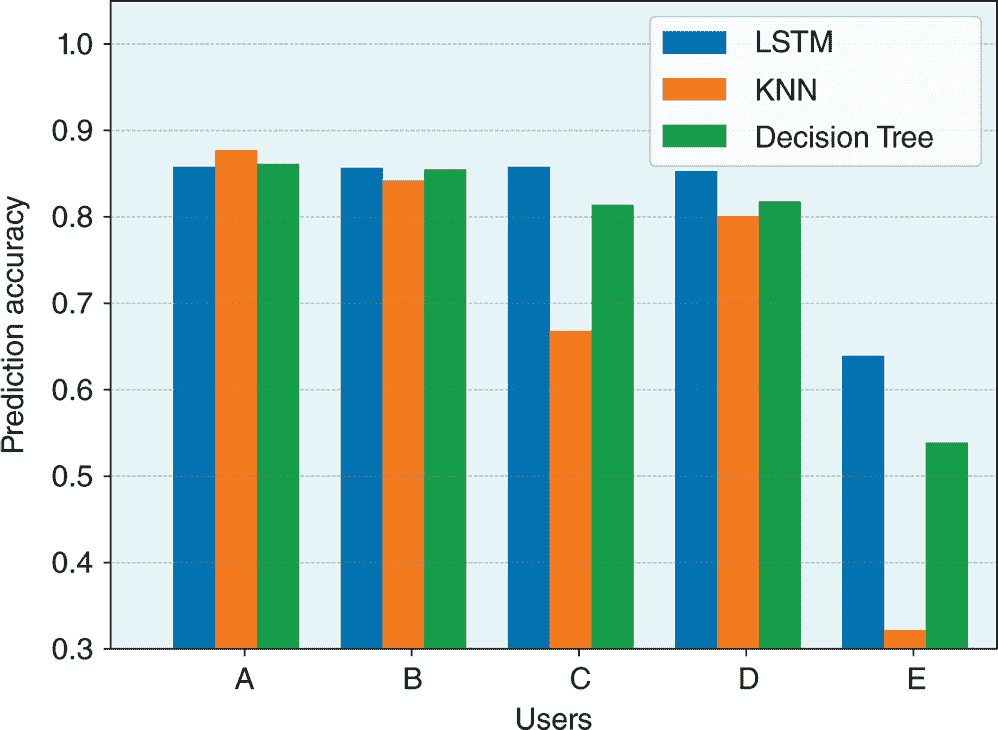 LSTM
KNN
Decision Tree
Prediction accuracy
1.0
0.9
0.8
0.7
0.6
0.5
0.4
0.3
A B C D E
Users